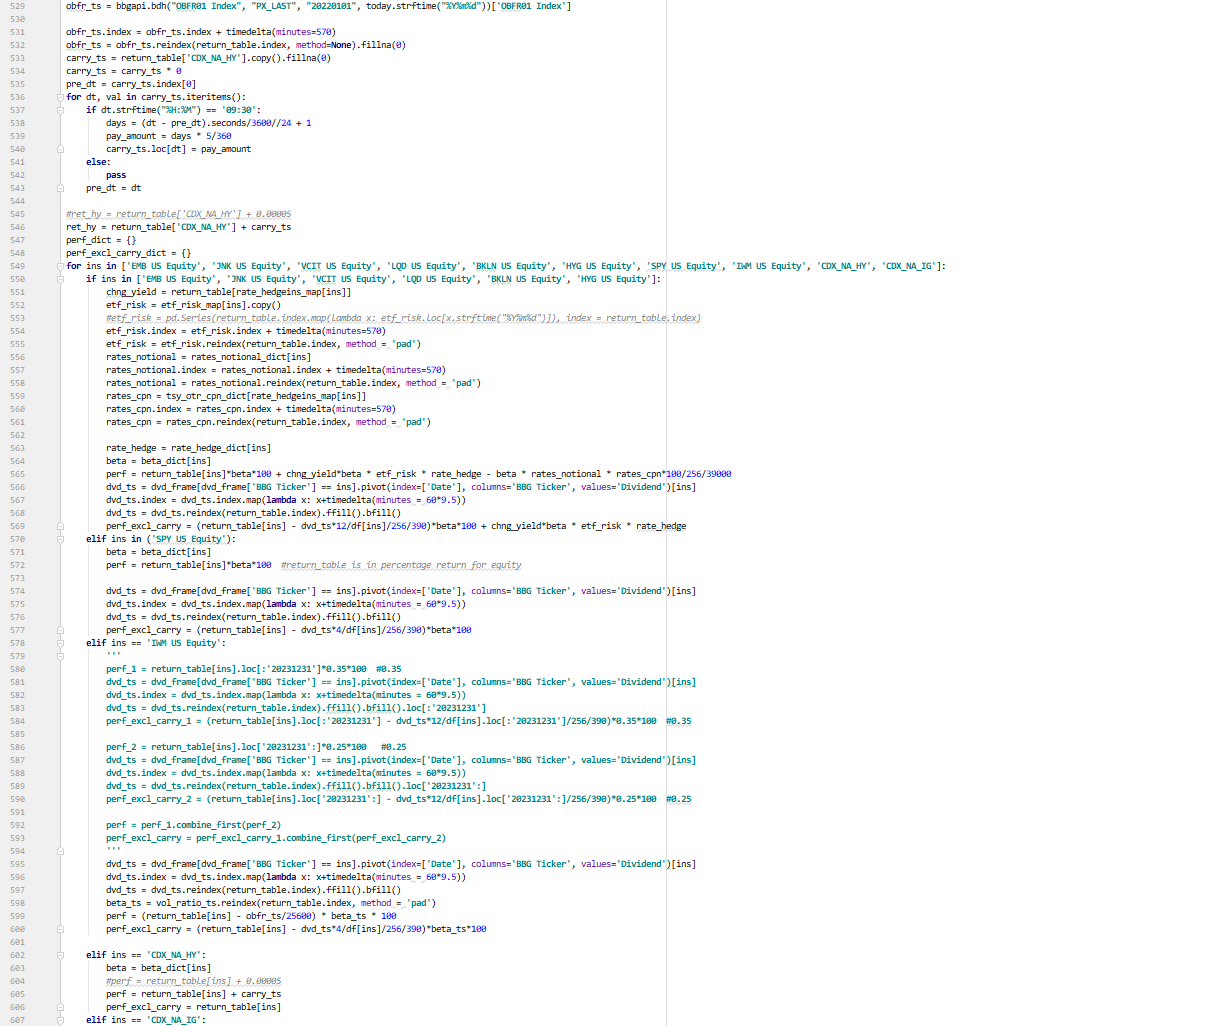 529 obfr_ts = bbgapi.bdh("OBFR01 Index", "PX_LAST", "20220101", today.strftime("%Y%m%d"))['OBFR01 Index']
530
531 obfr_ts.index = obfr_ts.index + timedelta(minutes=570)
532 obfr_ts = obfr_ts.reindex(return_table.index, method=None).fillna(0)
533 carry_ts = return_table['CDX_NA_HY'].copy().fillna(0)
534 carry_ts = carry_ts * 0
535 pre_dt = carry_ts.index[0]
536 for dt, val in carry_ts.iteritems():
537 if dt.strftime("%H:%M") == '09:30':
538 days = (dt - pre_dt).seconds/3600//24 + 1
539 pay_amount = days * 5/360
540 carry_ts.loc[dt] = pay_amount
541 else:
542 pass
543 pre_dt = dt
544
545 #ret_hy = return_table['CDX_NA_HY'] + 0.00005
546 ret_hy = return_table['CDX_NA_HY'] + carry_ts
547 perf_dict = {}
548 perf_excl_carry_dict = {}
549 for ins in ['EMB US Equity', 'JNK US Equity', 'VCIT US Equity', 'LQD US Equity', 'BKLN US Equity', 'HYG US Equity', 'SPY US Equity', 'IWM US Equity', 'CDX_NA_HY', 'CDX_NA_IG']:
550 if ins in ['EMB US Equity', 'JNK US Equity', 'VCIT US Equity', 'LQD US Equity', 'BKLN US Equity', 'HYG US Equity']:
551 chng_yield = return_table[rate_hedgeins_map[ins]]
552 etf_risk = etf_risk_map[ins].copy()
553 #etf_risk = pd.Series(return_table.index.map(lambda x: etf_risk.loc[x.strftime("%Y%m%d")]), index = return_table.index)
554 etf_risk.index = etf_risk.index + timedelta(minutes=570)
555 etf_risk = etf_risk.reindex(return_table.index, method = 'pad')
556 rates_notional = rates_notional_dict[ins]
557 rates_notional.index = rates_notional.index + timedelta(minutes=570)
558 rates_notional = rates_notional.reindex(return_table.index, method = 'pad')
559 rates_cpn = tsy_otr_cpn_dict[rate_hedgeins_map[ins]]
560 rates_cpn.index = rates_cpn.index + timedelta(minutes=570)
561 rates_cpn = rates_cpn.reindex(return_table.index, method = 'pad')
562
563 rate_hedge = rate_hedge_dict[ins]
564 beta = beta_dict[ins]
565 perf = return_table[ins]*beta*100 + chng_yield*beta * etf_risk * rate_hedge - beta * rates_notional * rates_cpn*100/256/39000
566 dvd_ts = dvd_frame[dvd_frame['BBG Ticker'] == ins].pivot(index=['Date'], columns='BBG Ticker', values='Dividend')[ins]
567 dvd_ts.index = dvd_ts.index.map(lambda x: x+timedelta(minutes = 60*9.5))
568 dvd_ts = dvd_ts.reindex(return_table.index).ffill().bfill()
569 perf_excl_carry = (return_table[ins] - dvd_ts*12/df[ins]/256/390)*beta*100 + chng_yield*beta * etf_risk * rate_hedge
570 elif ins in ('SPY US Equity'):
571 beta = beta_dict[ins]
572 perf = return_table[ins]*beta*100 #return_table is in percentage return for equity
573
574 dvd_ts = dvd_frame[dvd_frame['BBG Ticker'] == ins].pivot(index=['Date'], columns='BBG Ticker', values='Dividend')[ins]
575 dvd_ts.index = dvd_ts.index.map(lambda x: x+timedelta(minutes = 60*9.5))
576 dvd_ts = dvd_ts.reindex(return_table.index).ffill().bfill()
577 perf_excl_carry = (return_table[ins] - dvd_ts*4/df[ins]/256/390)*beta*100
578 elif ins == 'IWM US Equity':
579 '''
580 perf_1 = return_table[ins].loc[:'20231231']*0.35*100 #0.35
581 dvd_ts = dvd_frame[dvd_frame['BBG Ticker'] == ins].pivot(index=['Date'], columns='BBG Ticker', values='Dividend')[ins]
582 dvd_ts.index = dvd_ts.index.map(lambda x: x+timedelta(minutes = 60*9.5))
583 dvd_ts = dvd_ts.reindex(return_table.index).ffill().bfill().loc[:'20231231']
584 perf_excl_carry_1 = (return_table[ins].loc[:'20231231'] - dvd_ts*12/df[ins].loc[:'20231231']/256/390)*0.35*100 #0.35
585
586 perf_2 = return_table[ins].loc['20231231':]*0.25*100 #0.25
587 dvd_ts = dvd_frame[dvd_frame['BBG Ticker'] == ins].pivot(index=['Date'], columns='BBG Ticker', values='Dividend')[ins]
588 dvd_ts.index = dvd_ts.index.map(lambda x: x+timedelta(minutes = 60*9.5))
589 dvd_ts = dvd_ts.reindex(return_table.index).ffill().bfill().loc['20231231':]
590 perf_excl_carry_2 = (return_table[ins].loc['20231231':] - dvd_ts*12/df[ins].loc['20231231':]/256/390)*0.25*100 #0.25
591
592 perf = perf_1.combine_first(perf_2)
593 perf_excl_carry = perf_excl_carry_1.combine_first(perf_excl_carry_2)
594 '''
595 dvd_ts = dvd_frame[dvd_frame['BBG Ticker'] == ins].pivot(index=['Date'], columns='BBG Ticker', values='Dividend')[ins]
596 dvd_ts.index = dvd_ts.index.map(lambda x: x+timedelta(minutes = 60*9.5))
597 dvd_ts = dvd_ts.reindex(return_table.index).ffill().bfill()
598 beta_ts = vol_ratio_ts.reindex(return_table.index, method = 'pad')
599 perf = (return_table[ins] - obfr_ts/25600) * beta_ts * 100
600 perf_excl_carry = (return_table[ins] - dvd_ts*4/df[ins]/256/390)*beta_ts*100
601
602 elif ins == 'CDX_NA_HY':
603 beta = beta_dict[ins]
604 #perf = return_table[ins] + 0.00005
605 perf = return_table[ins] + carry_ts
606 perf_excl_carry = return_table[ins]
607 elif ins == 'CDX_NA_IG':